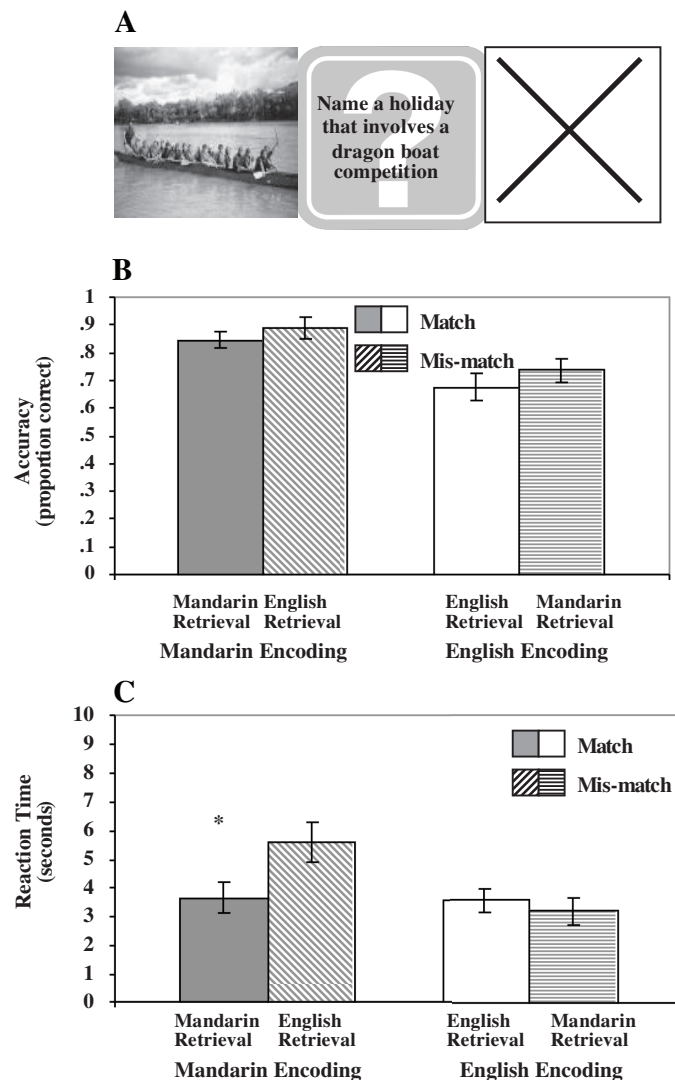 A
?
Name a holiday
that involves a
dragon boat
competition
B
Accuracy
(proportion correct)
1
.9
.8
.7
.6
.5
.4
.3
.2
.1
0
Match
Mis-match
Mandarin Retrieval
English Retrieval
Mandarin Encoding
English Retrieval
Mandarin Retrieval
English Encoding
C
Reaction Time
(seconds)
10
9
8
7
6
5
4
3
2
1
0
*
Match
Mis-match
Mandarin Retrieval
English Retrieval
Mandarin Encoding
English Retrieval
Mandarin Retrieval
English Encoding